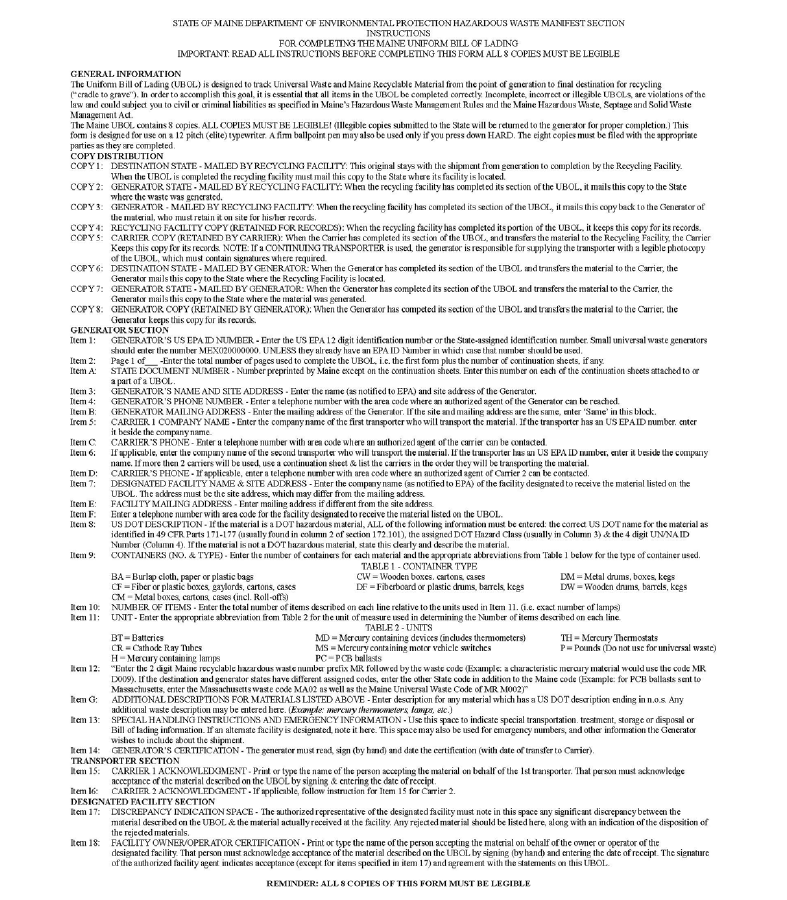 STATE OF MAINE DEPARTMENT OF ENVIRONMENTAL PROTECTION HAZARDOUS WASTE MANIFEST SECTION
INSTRUCTIONS
FOR COMPLETING THE MAINE UNIFORM BILL OF LADING
IMPORTANT: READ ALL INSTRUCTIONS BEFORE COMPLETING THIS FORM ALL 8 COPIES MUST BE LEGIBLE
GENERAL INFORMATION
The Uniform Bill of Lading (UBOL) is designed to track Universal Waste and Maine Recyclable Material from the point of generation to final destination for recycling
("cradle to grave"). In order to accomplish this goal, it is essential that all items in the UBOL be completed correctly. Incomplete, incorrect or illegible UBOLs, are violations of the
law and could subject you to civil or criminal liabilities as specified in Maine's Hazardous Waste Management Rules and the Maine Hazardous Waste, Septage and Solid Waste
Management Act.
The Maine UBOL contains 8 copies. ALL COPIES MUST BE LEGIBLE! (Illegible copies submitted to the State will be returned to the generator for proper completion.) This
form is designed for use on a 12 pitch (elite) typewriter. A firm ballpoint pen may also be used only if you press down HARD. The eight copies must be filed with the appropriate
parties as they are completed.
COPY DISTRIBUTION
COPY 1: DESTINATION STATE - MAILED BY RECYCLING FACILITY: This original stays with the shipment from generation to completion by the Recycling Facility.
When the UBOL is completed the recycling facility must mail this copy to the State where its facility is located.
COPY 2: GENERATOR STATE - MAILED BY RECYCLING FACILITY: When the recycling facility has completed its section of the UBOL, it mails this copy to the State
where the waste was generated.
COPY 3: GENERATOR - MAILED BY RECYCLING FACILITY: When the recycling facility has completed its section of the UBOL, it mails this copy back to the Generator of
the material, who must retain it on site for his/her records.
COPY 4: RECYCLING FACILITY COPY (RETAINED FOR RECORDS): When the recycling facility has completed its portion of the UBOL, it keeps this copy for its records.
COPY 5: CARRIER COPY (RETAINED BY CARRIER): When the Carrier has completed its section of the UBOL, and transfers the material to the Recycling Facility, the Carrier
Keeps this copy for its records. NOTE: If a CONTINUING TRANSPORTER is used, the generator is responsible for supplying the transporter with a legible photocopy
of the UBOL, which must contain signatures where required.
COPY 6: DESTINATION STATE - MAILED BY GENERATOR: When the Generator has completed its section of the UBOL and transfers the material to the Carrier, the
Generator mails this copy to the State where the Recycling Facility is located.
COPY 7: GENERATOR STATE - MAILED BY GENERATOR: When the Generator has completed its section of the UBOL and transfers the material to the Carrier, the
Generator mails this copy to the State where the material was generated.
COPY 8: GENERATOR COPY (RETAINED BY GENERATOR): When the Generator has competed its section of the UBOL and transfers the material to the Carrier, the
Generator keeps this copy for its records.
GENERATOR SECTION
Item 1: GENERATOR'S US EPA ID NUMBER - Enter the US EPA 12 digit identification number or the State-assigned identification number. Small universal waste generators
should enter the number MEX020000000. UNLESS they already have an EPA ID Number in which case that number should be used.
Item 2: Page 1 of __ -Enter the total number of pages used to complete the UBOL, i.e. the first form plus the number of continuation sheets, if any.
Item A: STATE DOCUMENT NUMBER - Number preprinted by Maine except on the continuation sheets. Enter this number on each of the continuation sheets attached to or
a part of a UBOL.
Item 3: GENERATOR'S NAME AND SITE ADDRESS - Enter the name (as notified to EPA) and site address of the Generator.
Item 4: GENERATOR'S PHONE NUMBER - Enter a telephone number with the area code where an authorized agent of the Generator can be reached.
Item B: GENERATOR MAILING ADDRESS - Enter the mailing address of the Generator. If the site and mailing address are the same, enter 'Same' in this block.
Irem 5: CARRIER 1 COMPANY NAME - Enter the company name of the first transporter who will transport the material. If the transporter has an US EPA ID number. enter
it beside the company name.
Item C: CARRIER'S PHONE - Enter a telephone number with area code where an authorized agent of the carrier can be contacted.
Item 6: If applicable, enter the company name of the second transporter who will transport the material. If the transporter has an US EPA ID number, enter it beside the company
name. If more then 2 carriers will be used, use a continuation sheet & list the carriers in the order they will be transporting the material.
Item D: CARRIER'S PHONE - If applicable, enter a telephone number with area code where an authorized agent of Carrier 2 can be contacted.
Item 7: DESIGNATED FACILITY NAME & SITE ADDRESS - Enter the company name (as notified to EPA) of the facility designated to receive the material listed on the
UBOL. The address must be the site address, which may differ from the mailing address.
Item E: FACILITY MAILING ADDRESS - Enter mailing address if different from the site address.
Item F: Enter a telephone number with area code for the facility designated to receive the material listed on the UBOL.
Item 8: US DOT DESCRIPTION - If the material is a DOT hazardous material, ALL of the following information must be entered: the correct US DOT name for the material as
identified in 49 CFR Parts 171-177 (usually found in column 2 of section 172.101), the assigned DOT Hazard Class (usually in Column 3) & the 4 digit UN/NA ID
Number (Column 4). If the material is not a DOT hazardous material, state this clearly and describe the material.
Item 9: CONTAINERS (NO. & TYPE) - Enter the number of containers for each material and the appropriate abbreviations from Table 1 below for the type of container used.
TABLE 1 - CONTAINER TYPE
BA = Burlap cloth, paper or plastic bags CW = Wooden boxes. cartons, cases DM = Metal drums, boxes, kegs
CF = Fiber or plastic boxes, gaylords, cartons, cases DF = Fiberboard or plastic drums, barrels, kegs DW = Wooden drums, barrels, kegs
CM = Metal boxes, cartons, cases (incl. Roll-offs)
Item 10: NUMBER OF ITEMS - Enter the total number of items described on each line relative to the units used in Item 11. (i.e. exact number of lamps)
Item 11: UNIT - Enter the appropriate abbreviation from Table 2 for the unit of measure used in determining the Number of items described on each line.
TABLE 2 - UNITS
BT = Batteries MD = Mercury containing devices (includes thermometers) TH = Mercury Thermostats
CR = Cathode Ray Tubes MS = Mercury containing motor vehicle switches P = Pounds (Do not use for universal waste)
H = Mercury containing lamps PC = PCB ballasts
Item 12: "Enter the 2 digit Maine recyclable hazardous waste number prefix MR followed by the waste code (Example: a characteristic mercury material would use the code MR
D009). If the destination and generator states have different assigned codes, enter the other State code in addition to the Maine code (Example: for PCB ballasts sent to
Massachusetts, enter the Massachusetts waste code MA02 as well as the Maine Universal Waste Code of MR M002)"
Item G: ADDITIONAL DESCRIPTIONS FOR MATERIALS LISTED ABOVE - Enter description for any material which has a US DOT description ending in n.o.s. Any
additional waste description may be entered here. (Example: mercury thermometers, lamps, etc.)
Item 13: SPECIAL HANDLING INSTRUCTIONS AND EMERGENCY INFORMATION - Use this space to indicate special transportation. treatment, storage or disposal or
Bill of lading information. If an alternate facility is designated, note it here. This space may also be used for emergency numbers, and other information the Generator
wishes to include about the shipment.
Item 14: GENERATOR'S CERTIFICATION - The generator must read, sign (by hand) and date the certification (with date of transfer to Carrier).
TRANSPORTER SECTION
Item 15: CARRIER 1 ACKNOWLEDGMENT - Print or type the name of the person accepting the material on behalf of the 1st transporter. That person must acknowledge
acceptance of the material described on the UBOL by signing & entering the date of receipt.
Item 16: CARRIER 2 ACKNOWLEDGMENT - If applicable, follow instruction for Item 15 for Carrier 2.
DESIGNATED FACILITY SECTION
Item 17: DISCREPANCY INDICATION SPACE - The authorized representative of the designated facility must note in this space any significant discrepancy between the
material described on the UBOL & the material actually received at the facility. Any rejected material should be listed here, along with an indication of the disposition of
the rejected materials.
Item 18: FACILITY OWNER/OPERATOR CERTIFICATION - Print or type the name of the person accepting the material on behalf of the owner or operator of the
designated facility. That person must acknowledge acceptance of the material described on the UBOL by signing (by hand) and entering the date of receipt. The signature
of the authorized facility agent indicates acceptance (except for items specified in item 17) and agreement with the statements on this UBOL.
REMINDER: ALL 8 COPIES OF THIS FORM MUST BE LEGIBLE